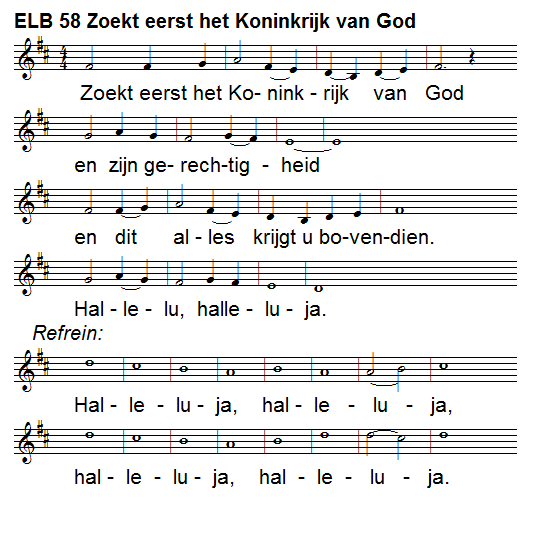 ELB 58 Zoekt eerst het Koninkrijk van God
4 4
Zoekt eerst het Ko- nink - rijk van God
en zijn ge- rech-tig - heid
en dit al - les krijgt u bo-ven-dien.
Hal - le - lu, halle - lu - ja.
Refrein:
Hal - le - lu - ja, hal - le - lu - ja,
hal - le - lu - ja, hal - le - lu - ja.